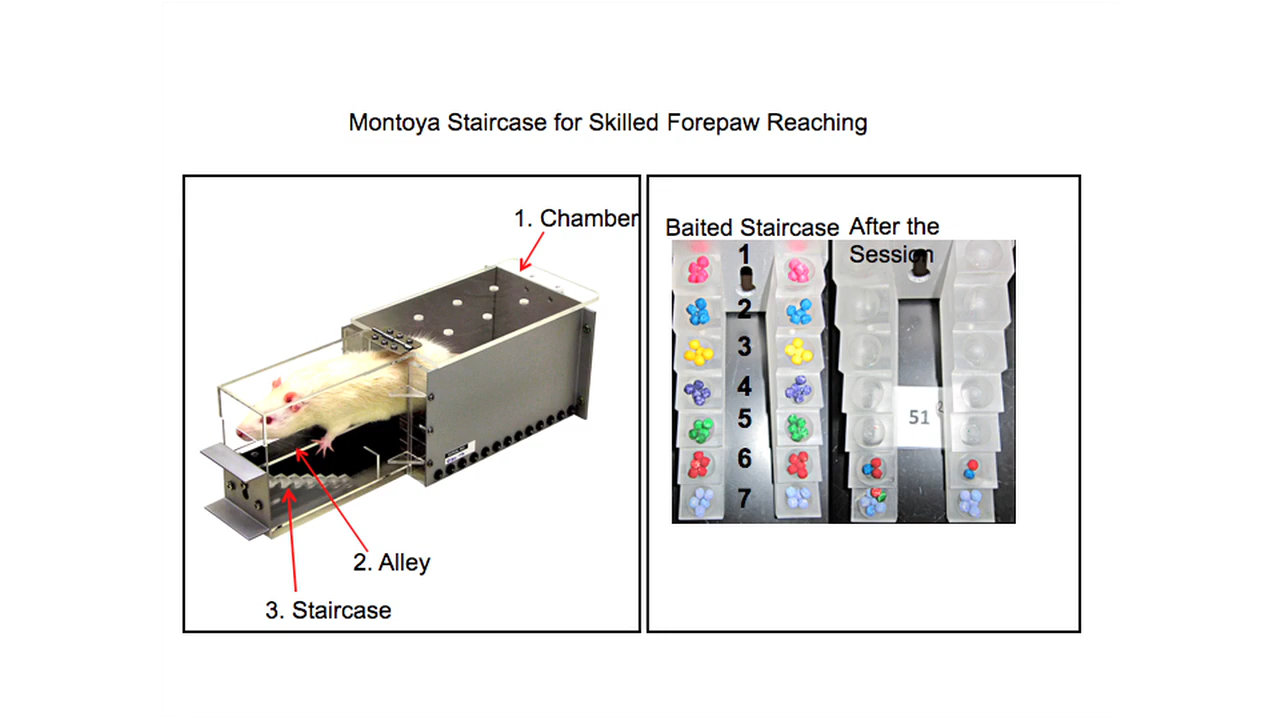 Montoya Staircase for Skilled Forepaw Reaching
1. Chamber
2. Alley
3. Staircase
Baited Staircase
After the
Session
1
2
3
4
5
6
7
51